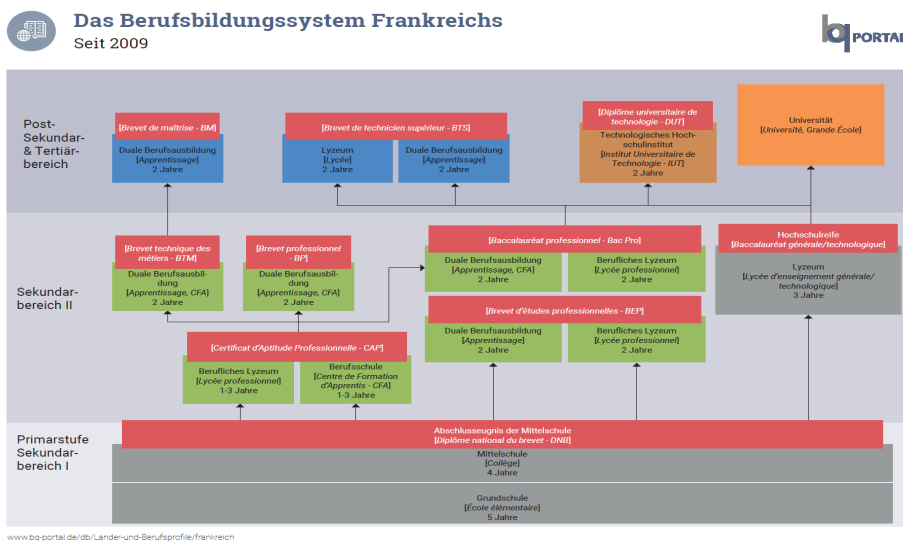 Das Berufsbildungssystem Frankreichs
Seit 2009
bq PORTAL
Post-
Sekundar-
& Tertiär-
bereich
[Brevet de maîtrise - BM]
Duale Berufsausbildung
[Apprentissage]
2 Jahre
[Brevet de technicien supérieur - BTS]
Lyzeum
[Lycée]
2 Jahre
Duale Berufsausbildung
[Apprentissage]
2 Jahre
[Diplôme universitaire de
technologie - DUT]
Technologisches Hoch-
schulinstitut
[Institut Universitaire de
Technologie - IUT]
2 Jahre
Universität
[Université, Grande École]
Sekundar-
bereich II
[Brevet technique des
métiers - BTM]
Duale Berufsausbil-
dung
[Apprentissage, CFA]
2 Jahre
[Brevet professionnel
- BP]
Duale Berufsausbil-
dung
[Apprentissage, CFA]
2 Jahre
[Baccalauréat professionnel - Bac Pro]
Duale Berufsausbildung
[Apprentissage, CFA]
2 Jahre
Berufliches Lyzeum
[Lycée professionnel]
2 Jahre
Hochschulreife
[Baccalauréat générale/technologique]
Lyzeum
[Lycée d'enseignement générale/
technologique]
3 Jahre
[Brevet d'études professionnelles - BEP]
Duale Berufsausbildung
[Apprentissage]
2 Jahre
Berufliches Lyzeum
[Lycée professionnel]
2 Jahre
[Certificat d'Aptitude Professionnelle - CAP]
Berufliches Lyzeum
[Lycée professionnel]
1-3 Jahre
Berufsschule
[Centre de Formation
d'Apprentis - CFA]
1-3 Jahre
Primarstufe
Sekundar-
bereich I
Abschlusseugnis der Mittelschule
[Diplôme national du brevet - DNB]
Mittelschule
[Collège]
4 Jahre
Grundschule
[École élémentaire]
5 Jahre
www.bq-portal.de/db/Länder-und-Berufsprofile/frankreich